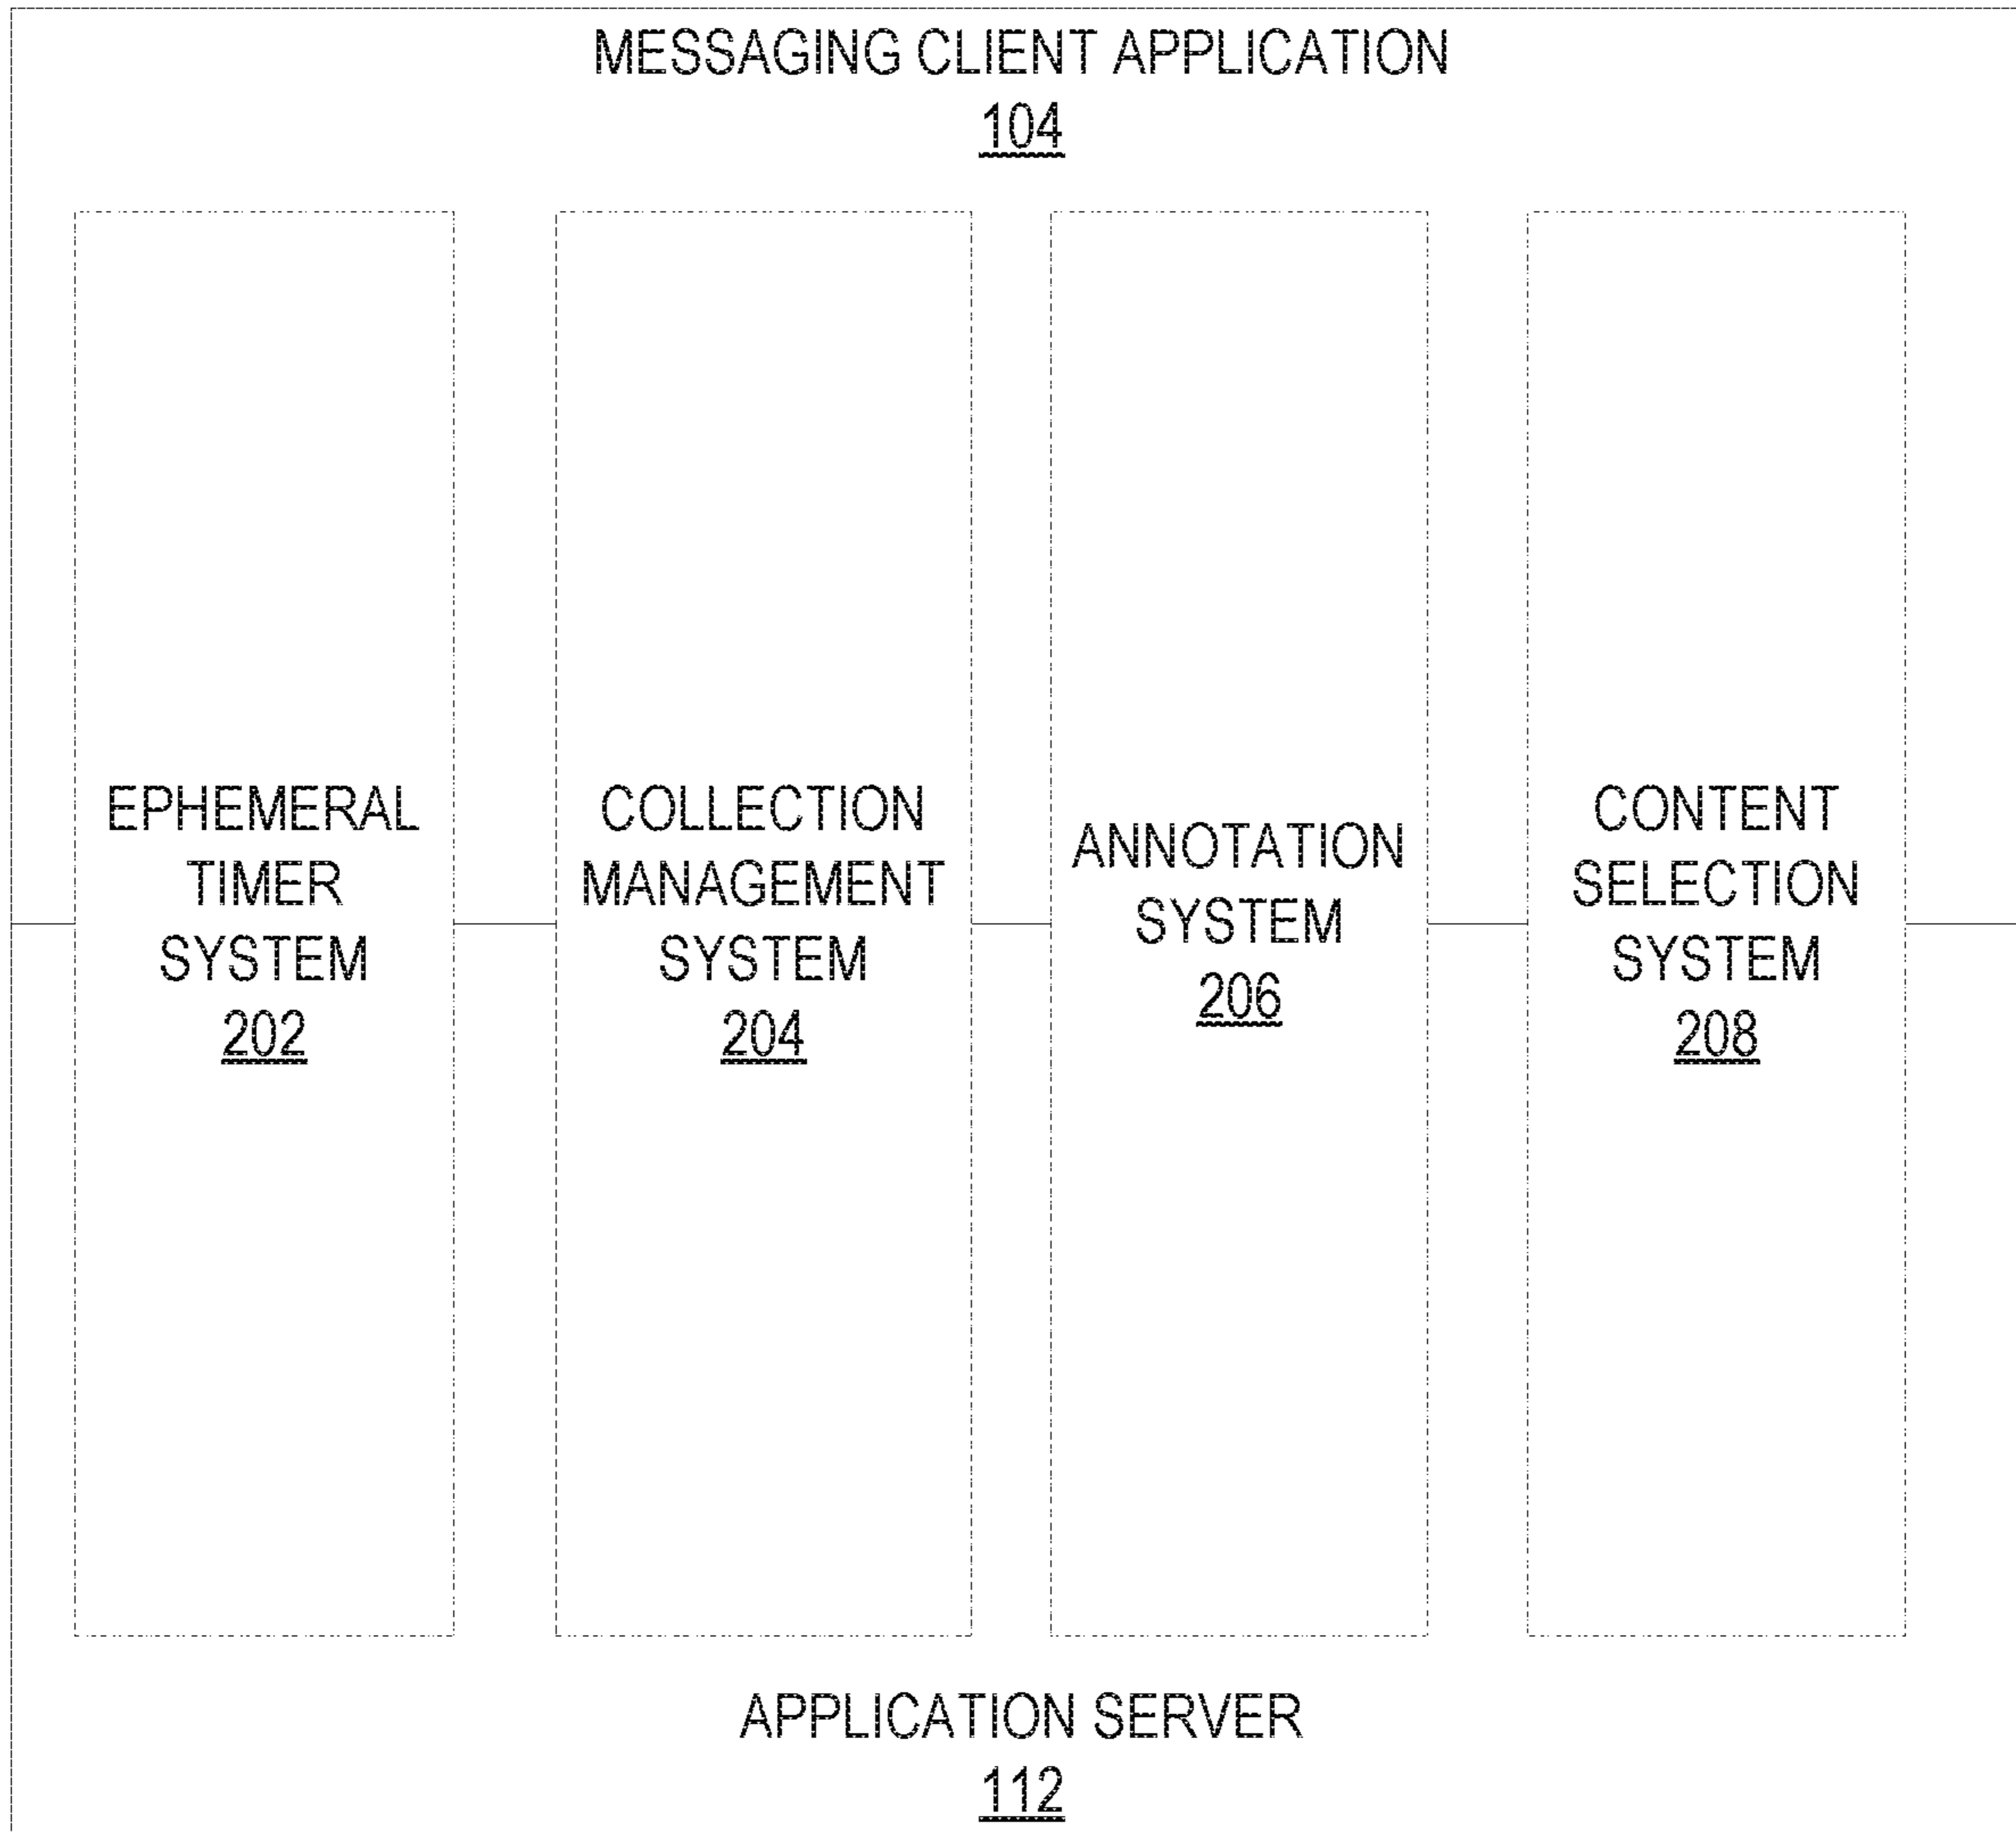 MESSAGING CLIENT APPLICATION
104
EPHEMERAL
TIMER
SYSTEM
202
COLLECTION
MANAGEMENT
SYSTEM
204
ANNOTATION
SYSTEM
206
CONTENT
SELECTION
SYSTEM
208
APPLICATION SERVER
112